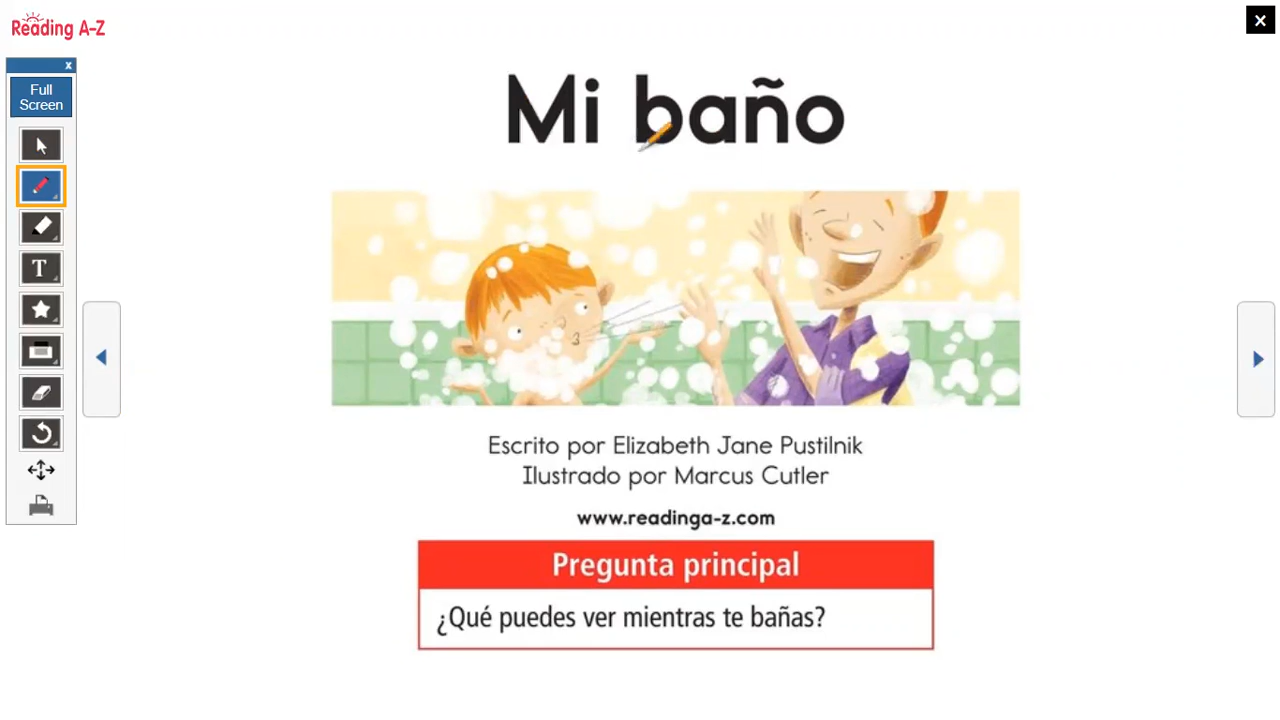 Reading A-Z
x
x
Full
Screen
T
Mi baño
Escrito por Elizabeth Jane Pustilnik
Ilustrado por Marcus Cutler
www.readinga-z.com
Pregunta principal
¿Qué puedes ver mientras te bañas?